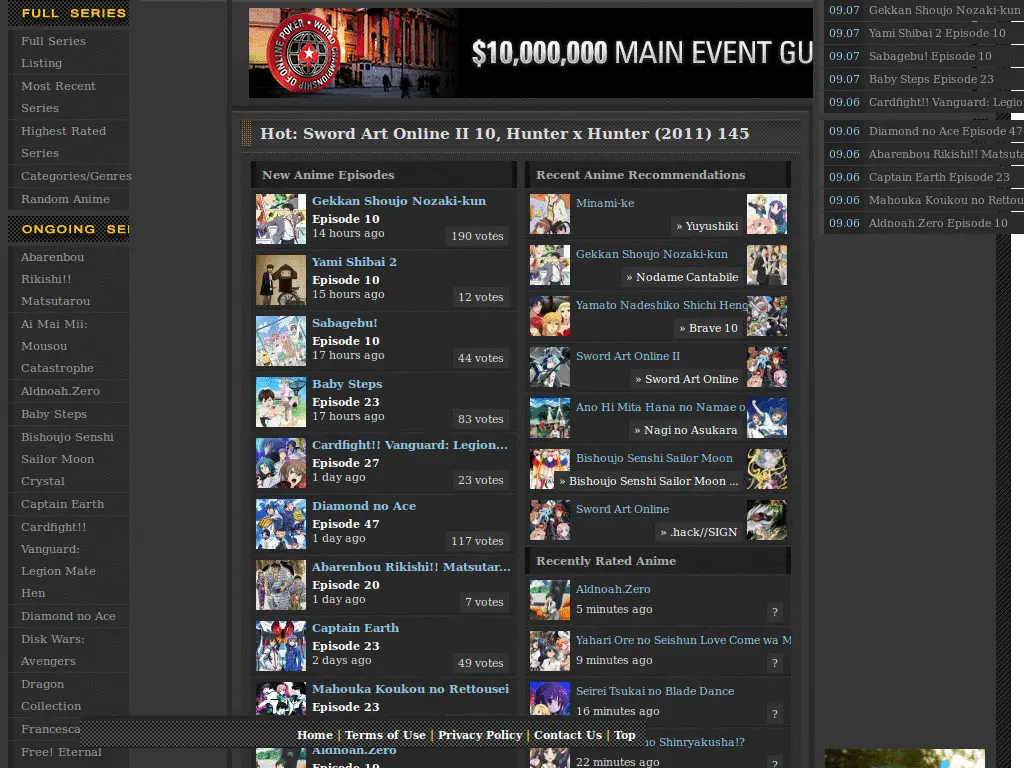 FULL SERIES
Full Series
Listing
Most Recent
Series
Highest Rated
Series
Categories/Genres
Random Anime
ONGOING SE
Abarenbou
Rikishi!!
Matsutarou
Ai Mai Mii:
Mousou
Catastrophe
Aldnoah.Zero
Baby Steps
Bishoujo Senshi
Sailor Moon
Crystal
Captain Earth
Cardfight!!
Vanguard:
Legion Mate
Hen
Diamond no Ace
Disk Wars:
Avengers
Dragon
Collection
Francesca
Free! Eternal
WORLD CHAMPIONSHIP OF ONLINE POKER
$10,000,000 MAIN EVENT GU
Hot: Sword Art Online II 10, Hunter x Hunter (2011) 145
New Anime Episodes
Gekkan Shoujo Nozaki-kun
Episode 10
14 hours ago
190 votes
Yami Shibai 2
Episode 10
15 hours ago
12 votes
Sabagebu!
Episode 10
17 hours ago
44 votes
Baby Steps
Episode 23
17 hours ago
83 votes
Cardfight!! Vanguard: Legion...
Episode 27
1 day ago
23 votes
Diamond no Ace
Episode 47
1 day ago
117 votes
Abarenbou Rikishi!! Matsutar...
Episode 20
1 day ago
7 votes
Captain Earth
Episode 23
2 days ago
49 votes
Mahouka Koukou no Rettousei
Episode 23
Aldnoah.Zero
Episode 10
Recent Anime Recommendations
Minami-ke
» Yuyushiki
Gekkan Shoujo Nozaki-kun
» Nodame Cantabile
Yamato Nadeshiko Shichi Heng
» Brave 10
Sword Art Online II
» Sword Art Online
Ano Hi Mita Hana no Namae o
» Nagi no Asukara
Bishoujo Senshi Sailor Moon
» Bishoujo Senshi Sailor Moon ...
Sword Art Online
» .hack//SIGN
Recently Rated Anime
Aldnoah.Zero
5 minutes ago
?
Yahari Ore no Seishun Love Come wa M
9 minutes ago
?
Seirei Tsukai no Blade Dance
16 minutes ago
?
no Shinryakusha!?
22 minutes ago
?
Home | Terms of Use | Privacy Policy | Contact Us | Top
09.07 Gekkan Shoujo Nozaki-kun
09.07 Yami Shibai 2 Episode 10
09.07 Sabagebu! Episode 10
09.07 Baby Steps Episode 23
09.06 Cardfight!! Vanguard: Legio
09.06 Diamond no Ace Episode 47
09.06 Abarenbou Rikishi!! Matsuta
09.06 Captain Earth Episode 23
09.06 Mahouka Koukou no Rettou
09.06 Aldnoah.Zero Episode 10